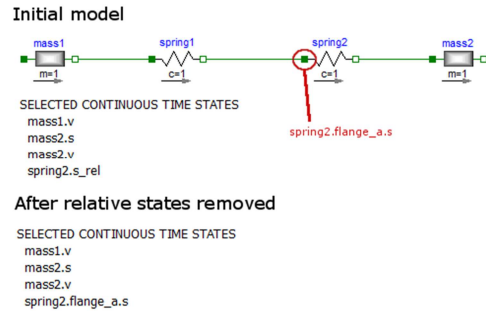 Initial model
mass1 spring1 spring2 mass2
m=1 c=1 c=1 m=1
SELECTED CONTINUOUS TIME STATES
mass1.v
mass2.s
mass2.v
spring2.s_rel
spring2.flange_a.s
After relative states removed
SELECTED CONTINUOUS TIME STATES
mass1.v
mass2.s
mass2.v
spring2.flange_a.s